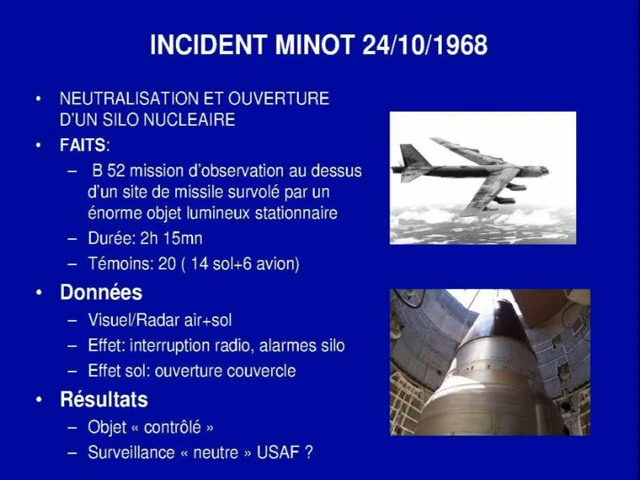 INCIDENT MINOT 24/10/1968
• NEUTRALISATION ET OUVERTURE
D'UN SILO NUCLEAIRE
• FAITS:
– B 52 mission d'observation au dessus
d'un site de missile survolé par un
énorme objet lumineux stationnaire
– Durée: 2h 15mn
– Témoins: 20 ( 14 sol+6 avion)
• Données
– Visuel/Radar air+sol
– Effet: interruption radio, alarmes silo
– Effet sol: ouverture couvercle
• Résultats
– Objet « contrôlé »
– Surveillance « neutre » USAF ?